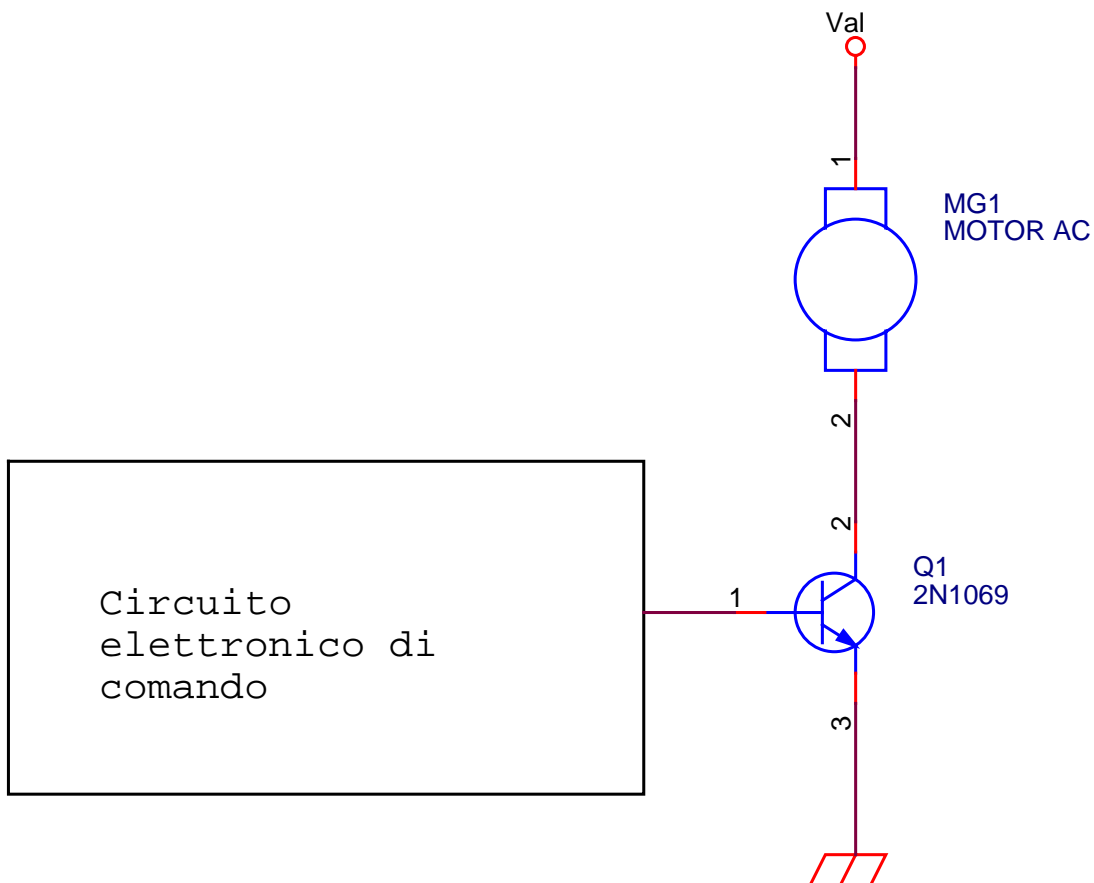 Val
1
MG1
MOTOR AC
2
2
Q1
2N1069
1
Circuito
elettronico di
comando
3